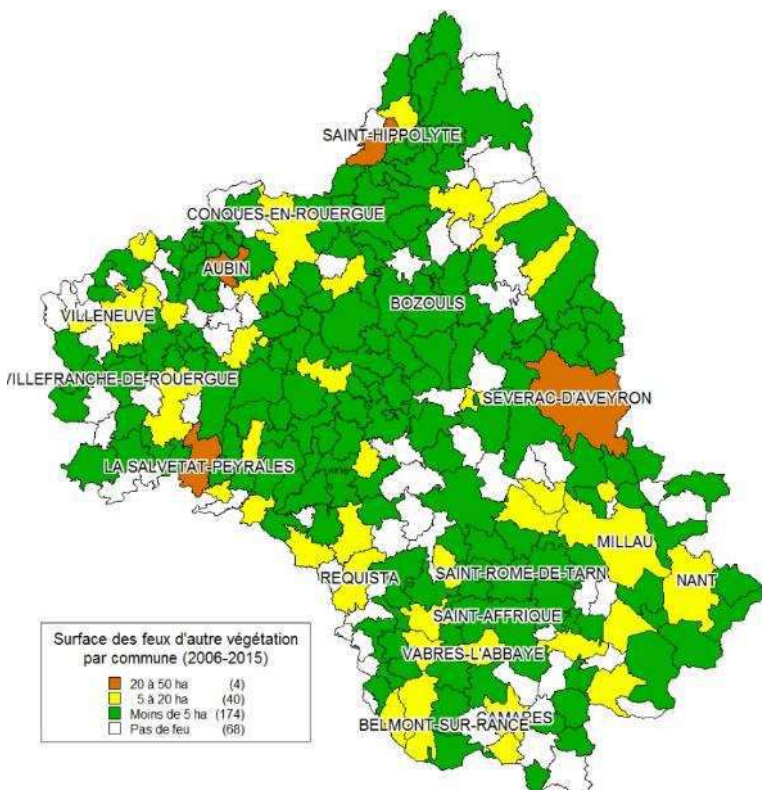 SAINT-HIPPOLYTE
CONQUES-EN-ROUERGUE
AUBIN
BOZOULS
VILLENEUVE
VILLEFRANCHE-DE-ROUERGUE
SEVERAC-D'AVEYRON
LA SALVETAT-PEYRALES
MILLAU
REQUISTA
SAINT-ROME-DE-TARN
NANT
SAINT-AFFRIQUE
VABRES-L'ABBAYE
CAMARES
BELMONT-SUR-RANCE
Surface des feux d'autre végétation
par commune (2006-2015)
20 à 50 ha (4)
5 à 20 ha (40)
Moins de 5 ha (174)
Pas de feu (68)